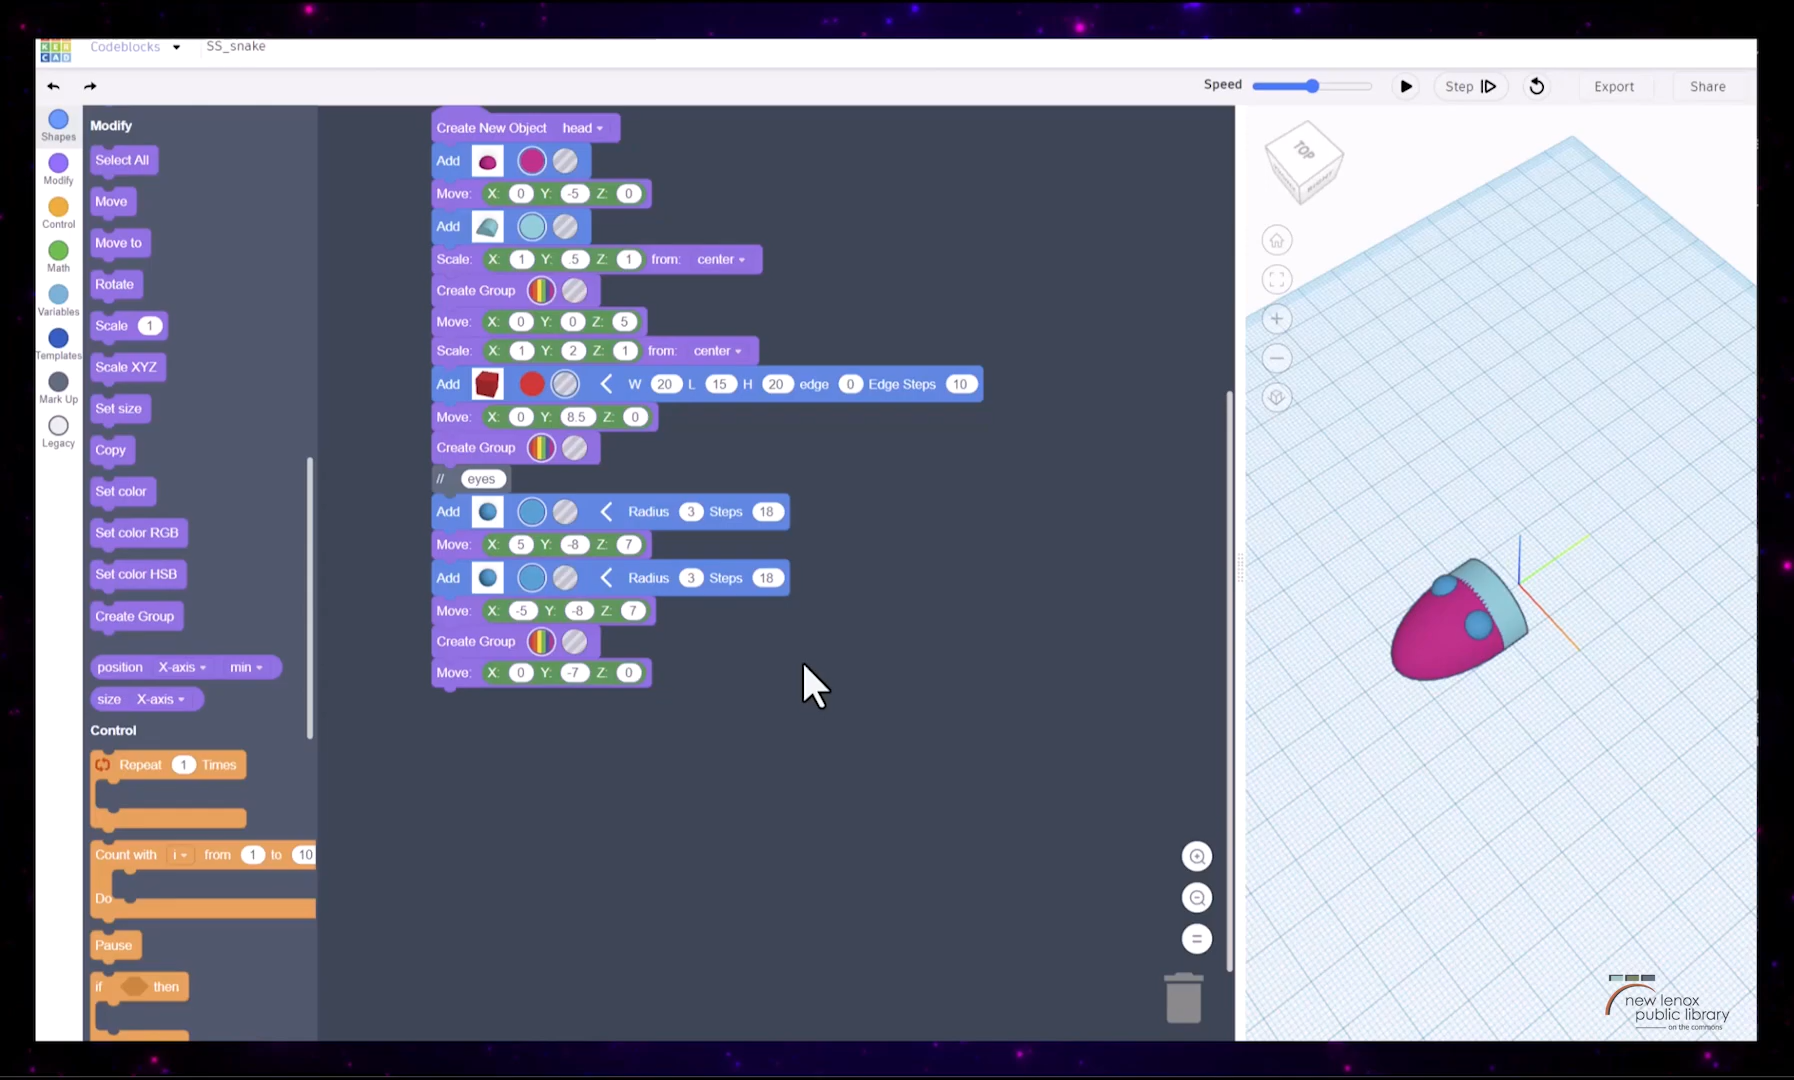 KER
CAD
Codeblocks SS_snake
Speed Step Export Share
Shapes
Modify
Control
Math
Variables
Templates
Mark Up
Legacy
Modify
Select All
Move
Move to
Rotate
Scale 1
Scale XYZ
Set size
Copy
Set color
Set color RGB
Set color HSB
Create Group
position X-axis min
size X-axis
Control
Repeat 1 Times
Count with i from 1 to 10
Do
Pause
if then
Create New Object head
Add
Move: X: 0 Y: -5 Z: 0
Add
Scale: X: 1 Y: .5 Z: 1 from: center
Create Group
Move: X: 0 Y: 0 Z: 5
Scale: X: 1 Y: 2 Z: 1 from: center
Add W 20 L 15 H 20 edge 0 Edge Steps 10
Move: X: 0 Y: 8.5 Z: 0
Create Group
// eyes
Add Radius 3 Steps 18
Move: X: 5 Y: -8 Z: 7
Add Radius 3 Steps 18
Move: X: -5 Y: -8 Z: 7
Create Group
Move: X: 0 Y: -7 Z: 0
TOP
RIGHT
new lenox
public library
on the commons